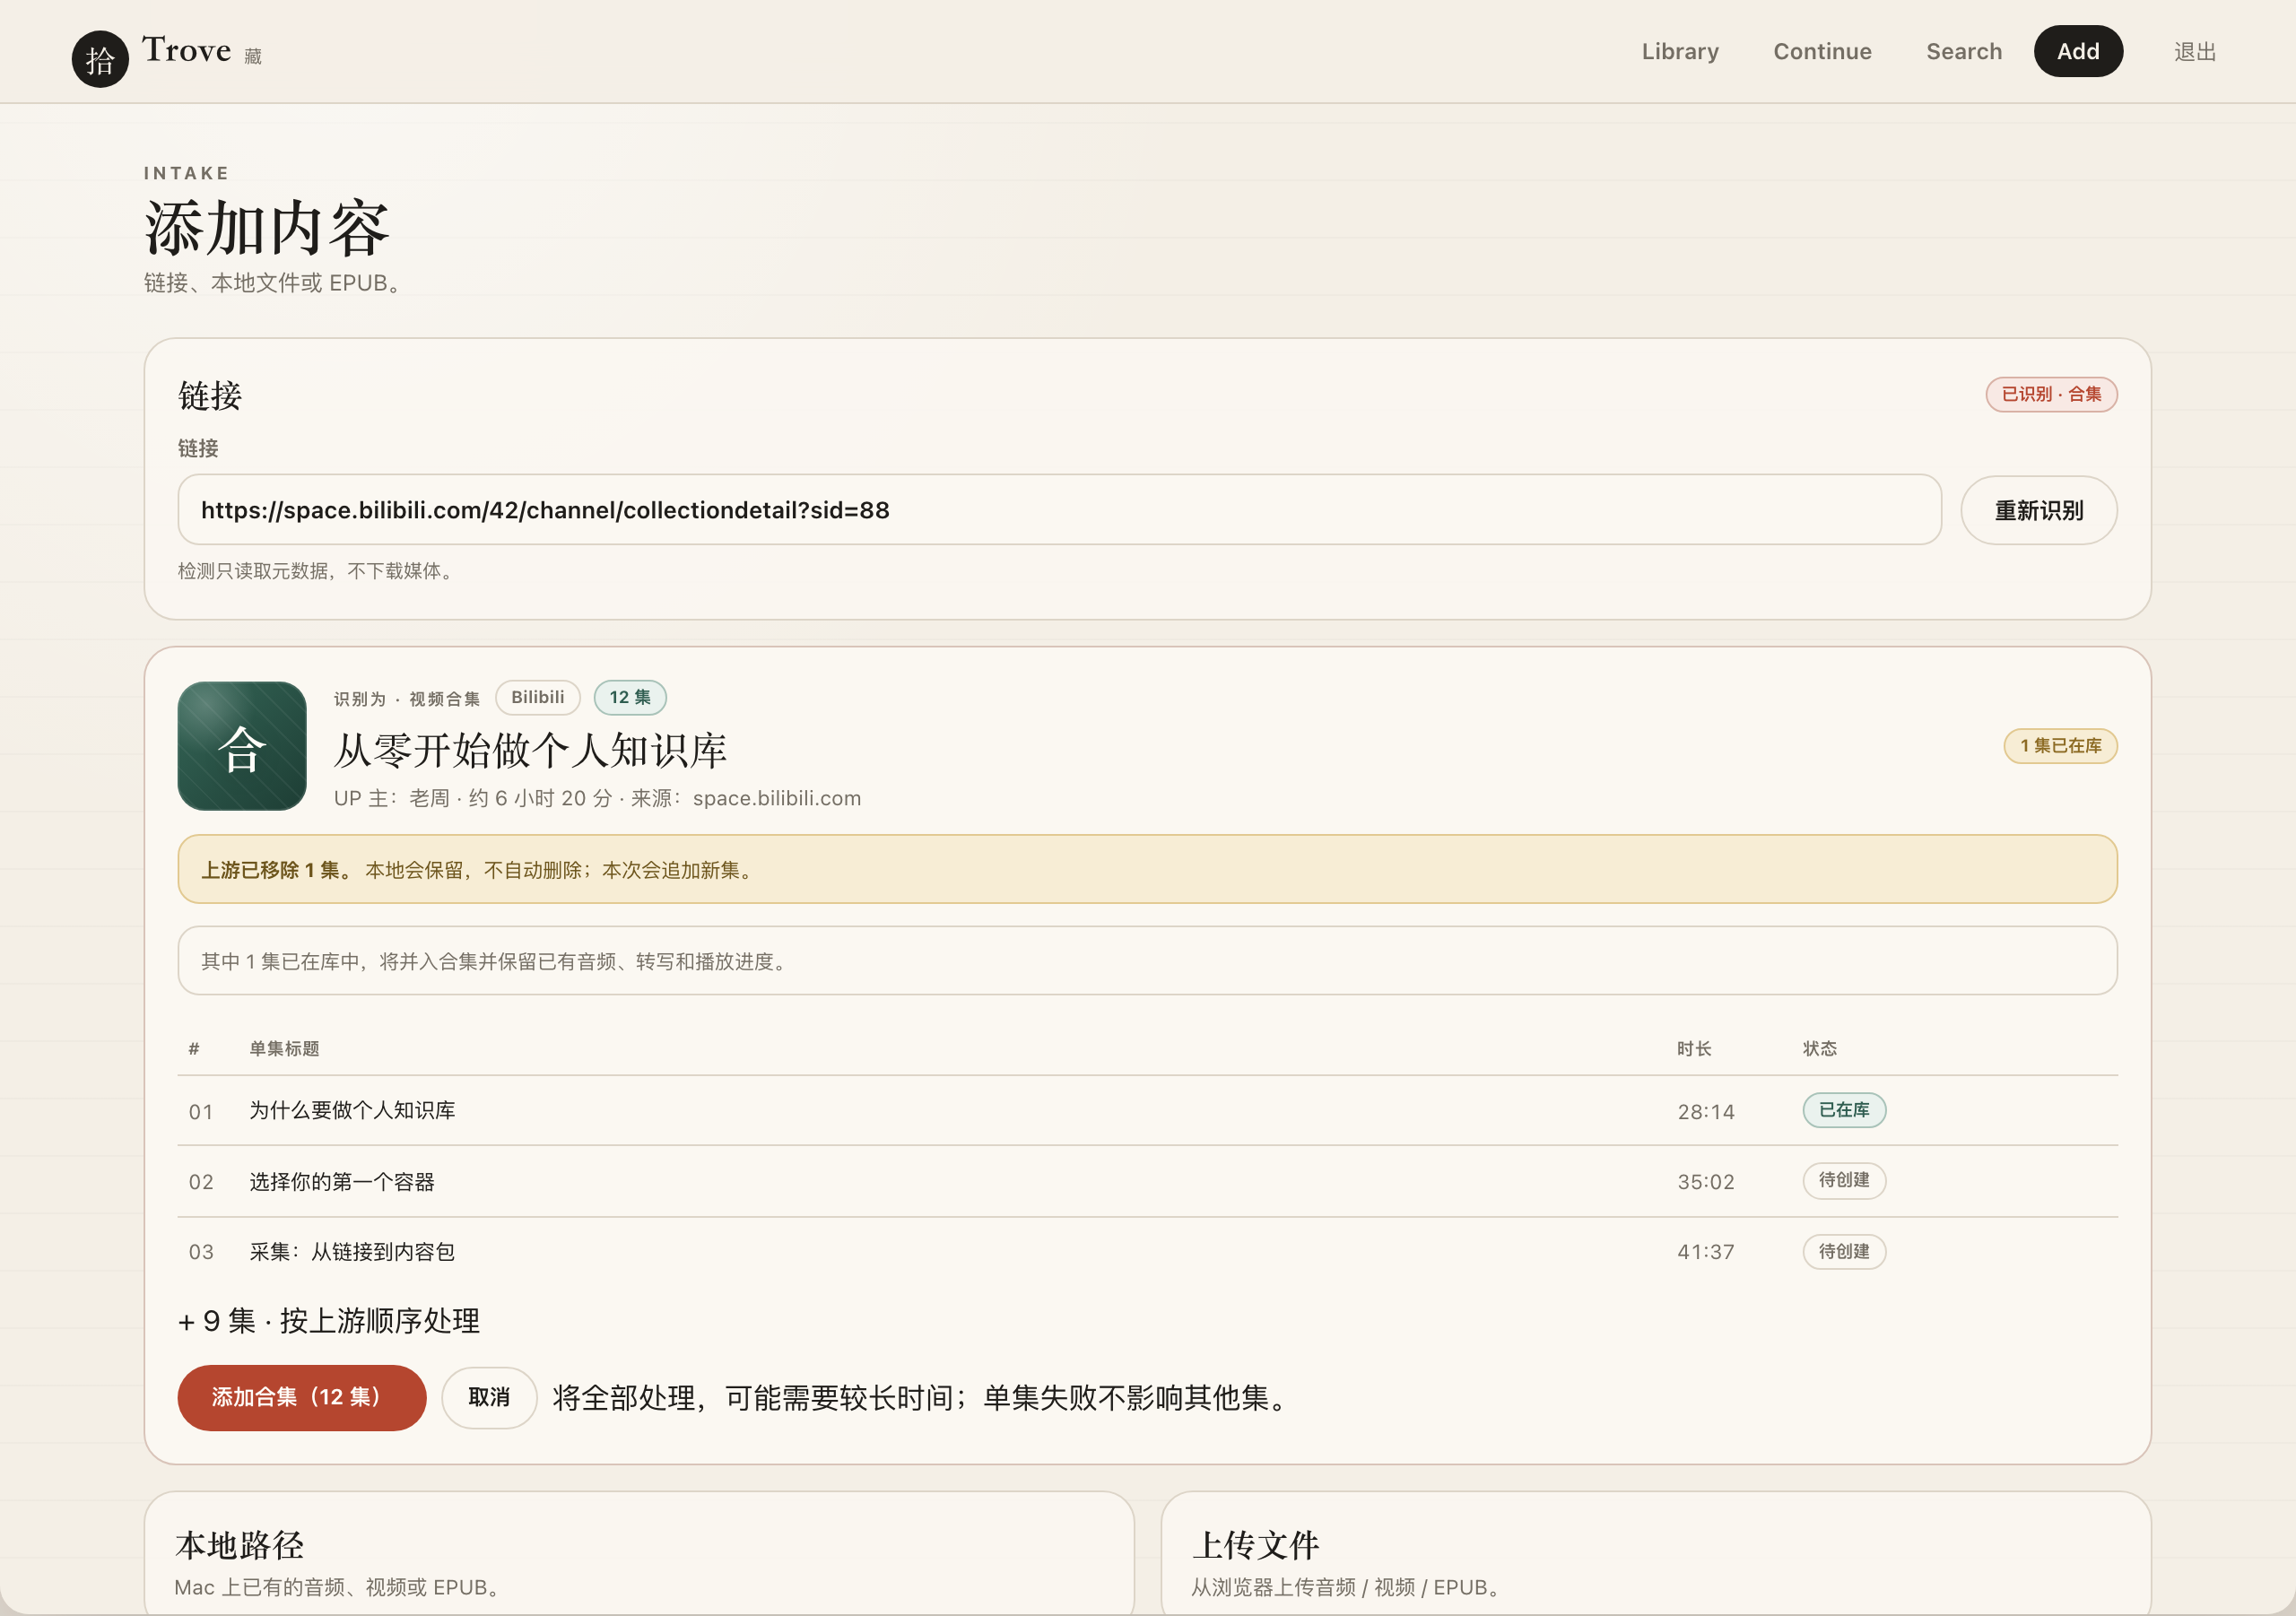 拾 Trove 藏 Library Continue Search Add 退出
INTAKE
添加内容
链接、本地文件或 EPUB。
链接 已识别 · 合集
链接
https://space.bilibili.com/42/channel/collectiondetail?sid=88 重新识别
检测只读取元数据，不下载媒体。
合 识别为 · 视频合集 Bilibili 12 集
从零开始做个人知识库 1 集已在库
UP 主：老周 · 约 6 小时 20 分 · 来源：space.bilibili.com
上游已移除 1 集。 本地会保留，不自动删除；本次会追加新集。
其中 1 集已在库中，将并入合集并保留已有音频、转写和播放进度。
# 单集标题 时长 状态
01 为什么要做个人知识库 28:14 已在库
02 选择你的第一个容器 35:02 待创建
03 采集：从链接到内容包 41:37 待创建
+ 9 集 · 按上游顺序处理
添加合集（12 集） 取消 将全部处理，可能需要较长时间；单集失败不影响其他集。
本地路径 上传文件
Mac 上已有的音频、视频或 EPUB。 从浏览器上传音频 / 视频 / EPUB。